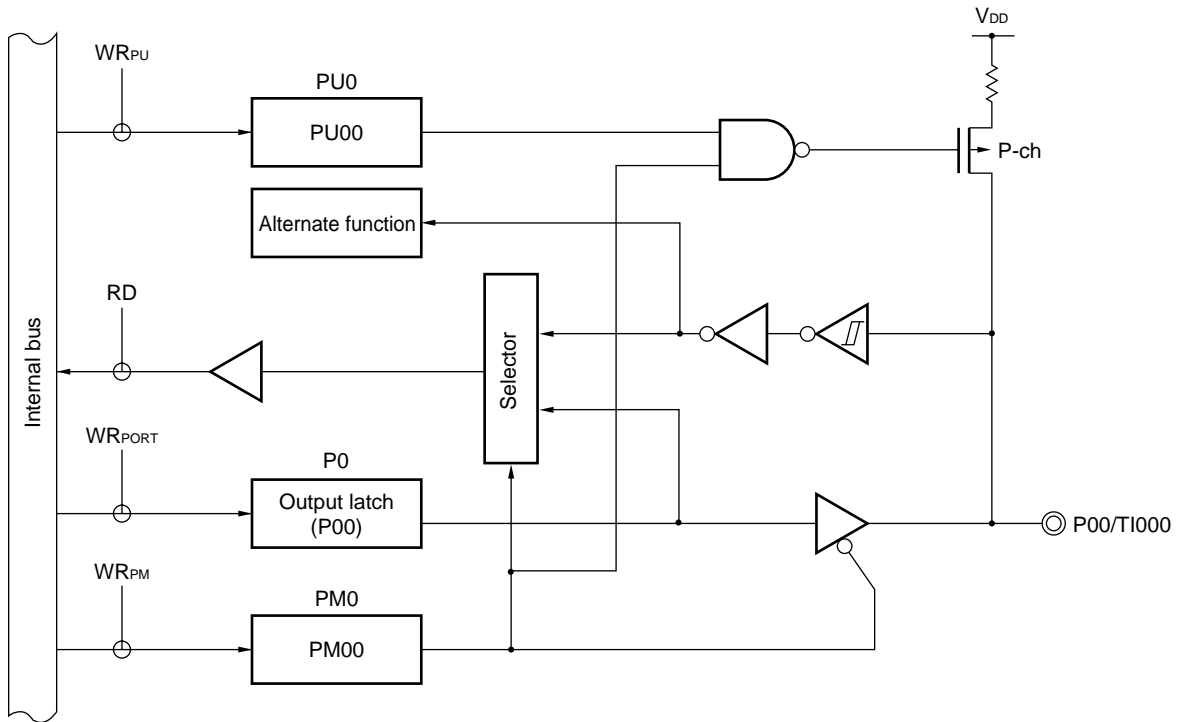 VDD
WRPU
PU0
PU00
P-ch
Alternate function
RD
Selector
Internal bus
WRPORT
P0
Output latch
(P00)
P00/TI000
WRPM
PM0
PM00